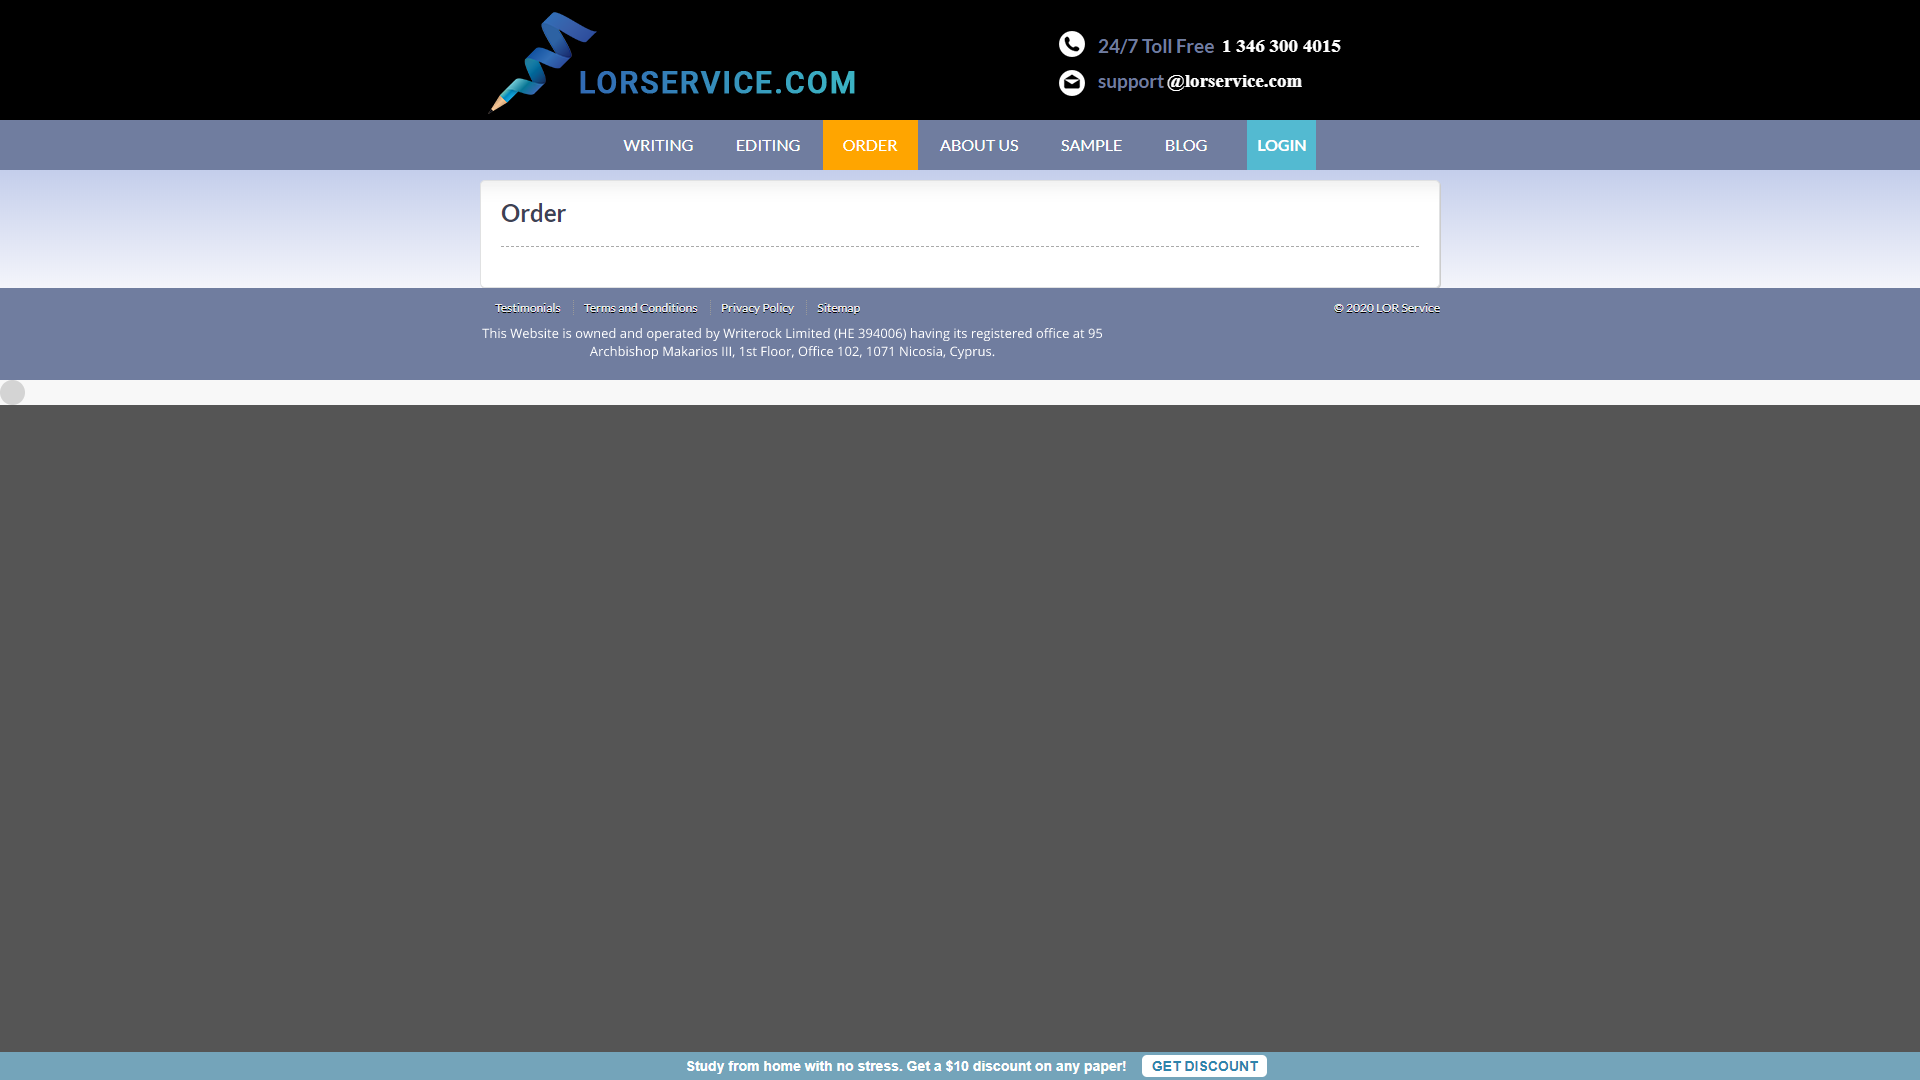 LORSERVICE.COM
24/7 Toll Free 1 346 300 4015
support@lorservice.com
WRITING EDITING ORDER ABOUT US SAMPLE BLOG LOGIN
Order
Testimonials Terms and Conditions Privacy Policy Sitemap © 2020 LOR Service
This Website is owned and operated by Writerock Limited (HE 394006) having its registered office at 95
Archbishop Makarios III, 1st Floor, Office 102, 1071 Nicosia, Cyprus.
Study from home with no stress. Get a $10 discount on any paper! GET DISCOUNT